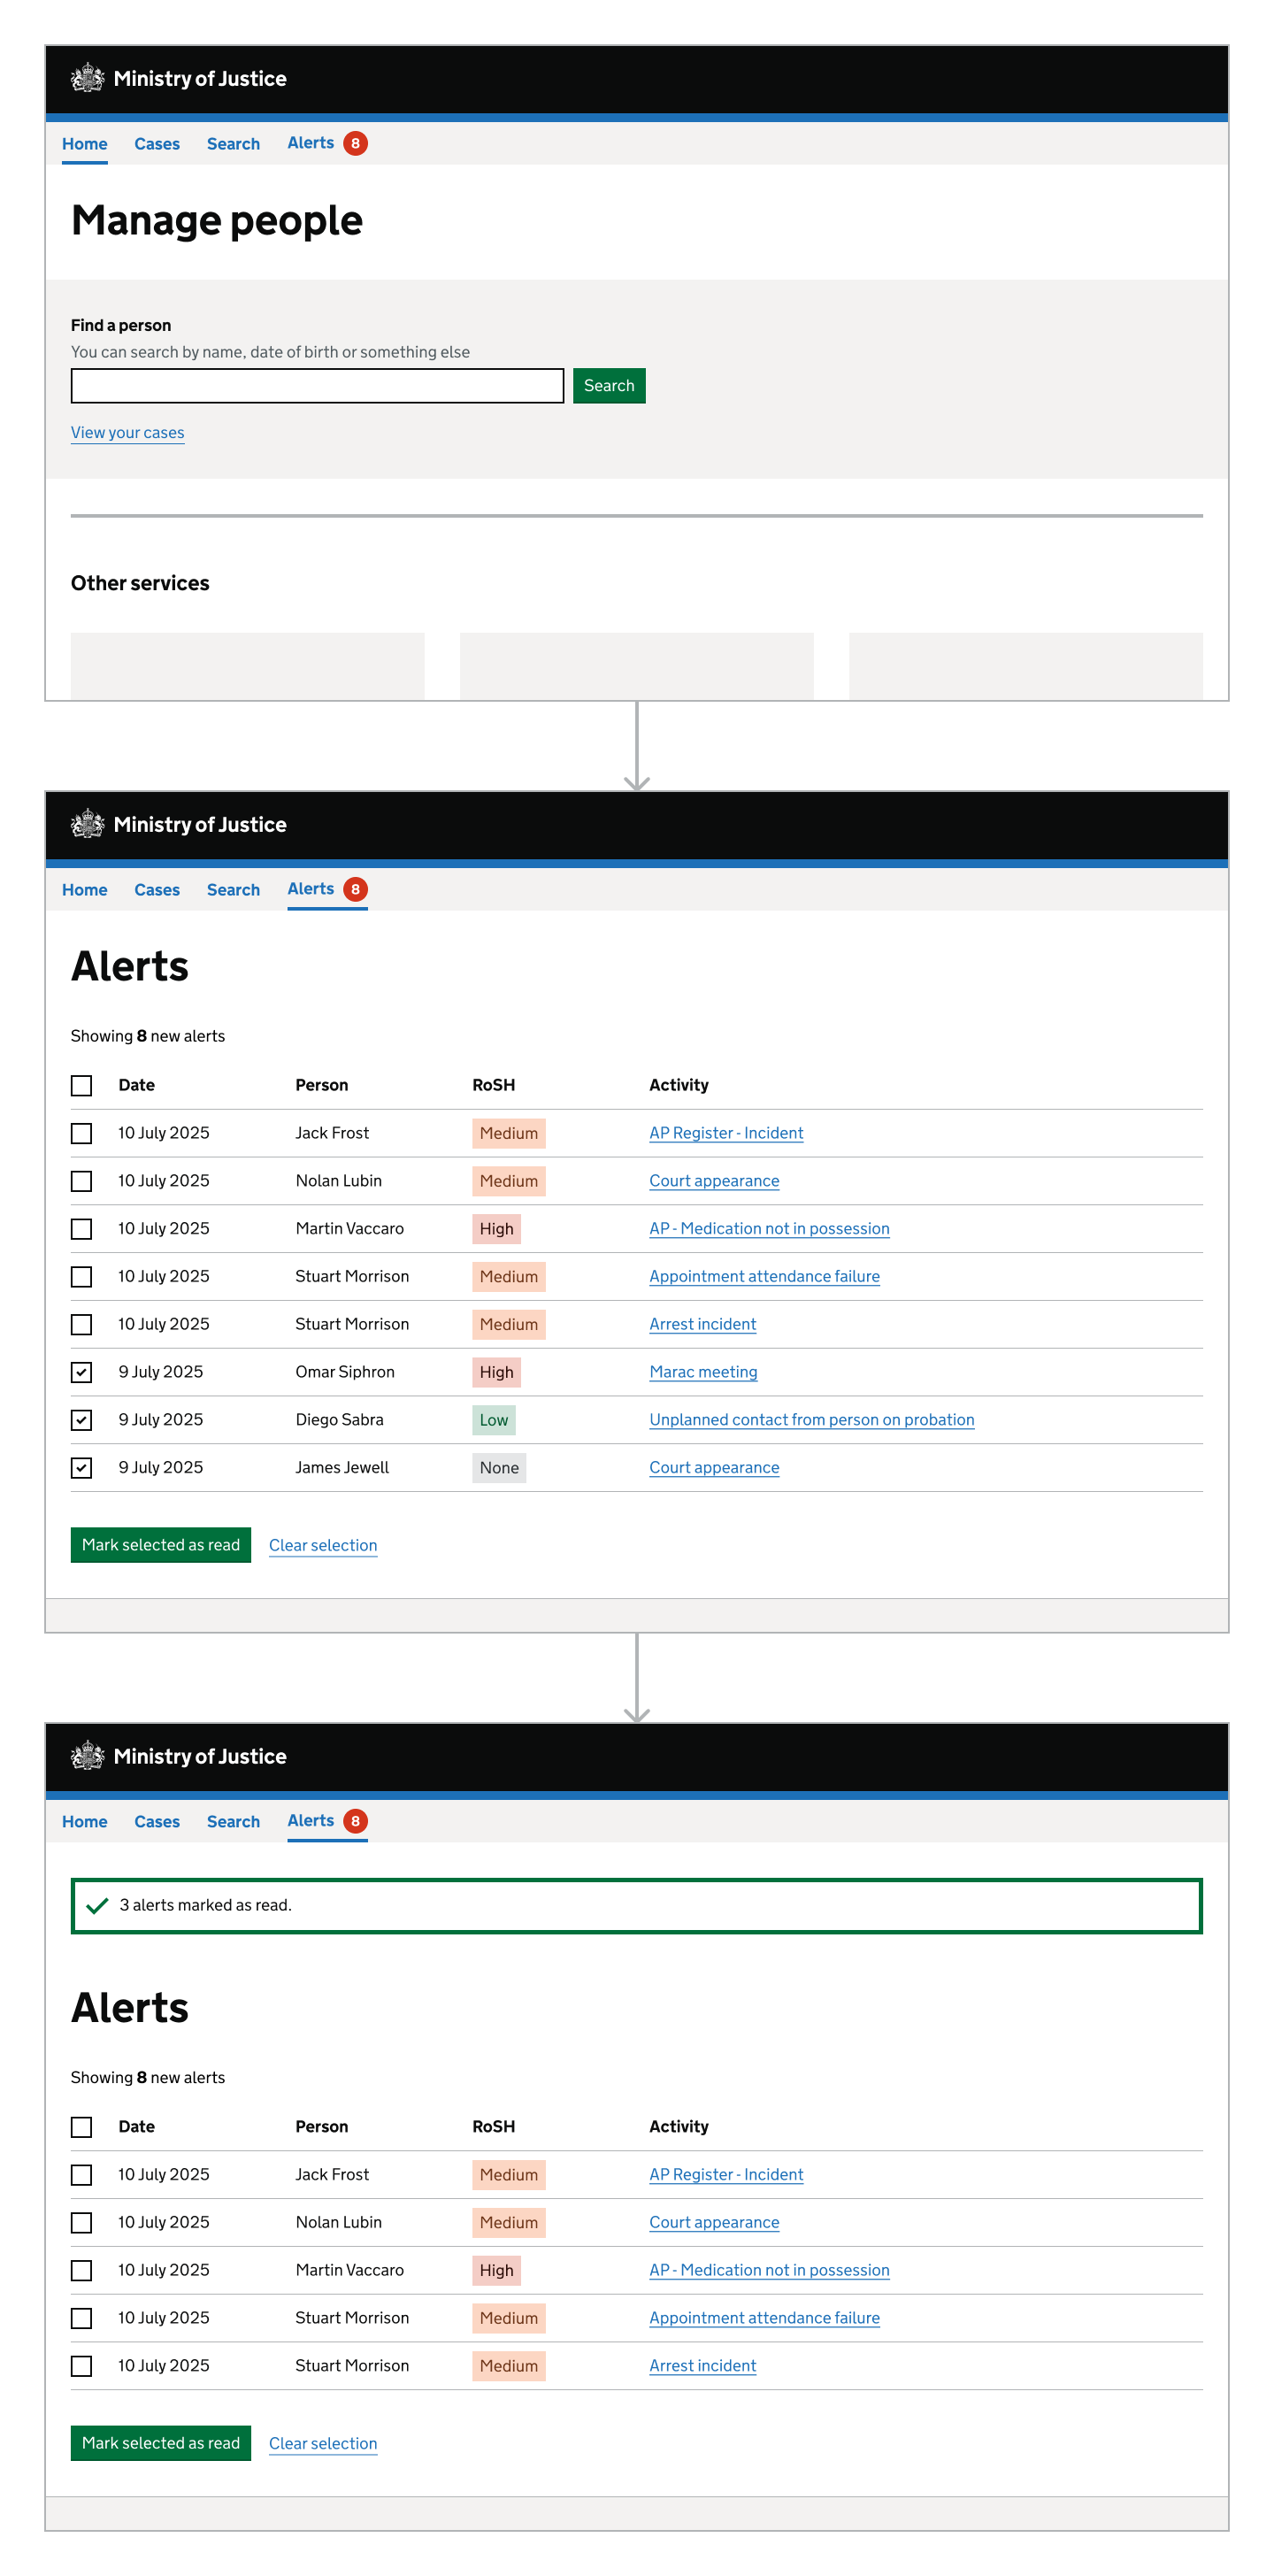 Ministry of Justice
Home Cases Search Alerts 8
Manage people
Find a person
You can search by name, date of birth or something else
Search
View your cases
Other services
Ministry of Justice
Home Cases Search Alerts 8
Alerts
Showing 8 new alerts
Date Person RoSH Activity
10 July 2025 Jack Frost Medium AP Register - Incident
10 July 2025 Nolan Lubin Medium Court appearance
10 July 2025 Martin Vaccaro High AP - Medication not in possession
10 July 2025 Stuart Morrison Medium Appointment attendance failure
10 July 2025 Stuart Morrison Medium Arrest incident
9 July 2025 Omar Siphron High Marac meeting
9 July 2025 Diego Sabra Low Unplanned contact from person on probation
9 July 2025 James Jewell None Court appearance
Mark selected as read Clear selection
Ministry of Justice
Home Cases Search Alerts 8
3 alerts marked as read.
Alerts
Showing 8 new alerts
Date Person RoSH Activity
10 July 2025 Jack Frost Medium AP Register - Incident
10 July 2025 Nolan Lubin Medium Court appearance
10 July 2025 Martin Vaccaro High AP - Medication not in possession
10 July 2025 Stuart Morrison Medium Appointment attendance failure
10 July 2025 Stuart Morrison Medium Arrest incident
Mark selected as read Clear selection